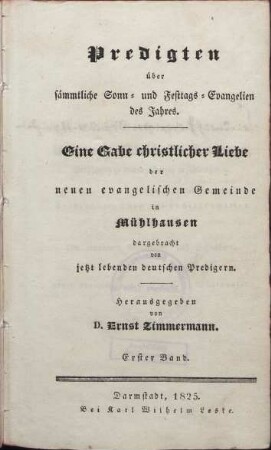 Predigten
über
sämmtliche Sonn- und Festtags-Evangelien
des Jahres.
Eine Gabe christlicher Liebe
der
neuen evangelischen Gemeinde
in
Mühlhausen
dargebracht
von
jetzt lebenden deutschen Predigern.
Herausgegeben
von
D. Ernst Zimmermann.
Erster Band.
Darmstadt, 1825.
Bei Karl Wilhelm Leske.